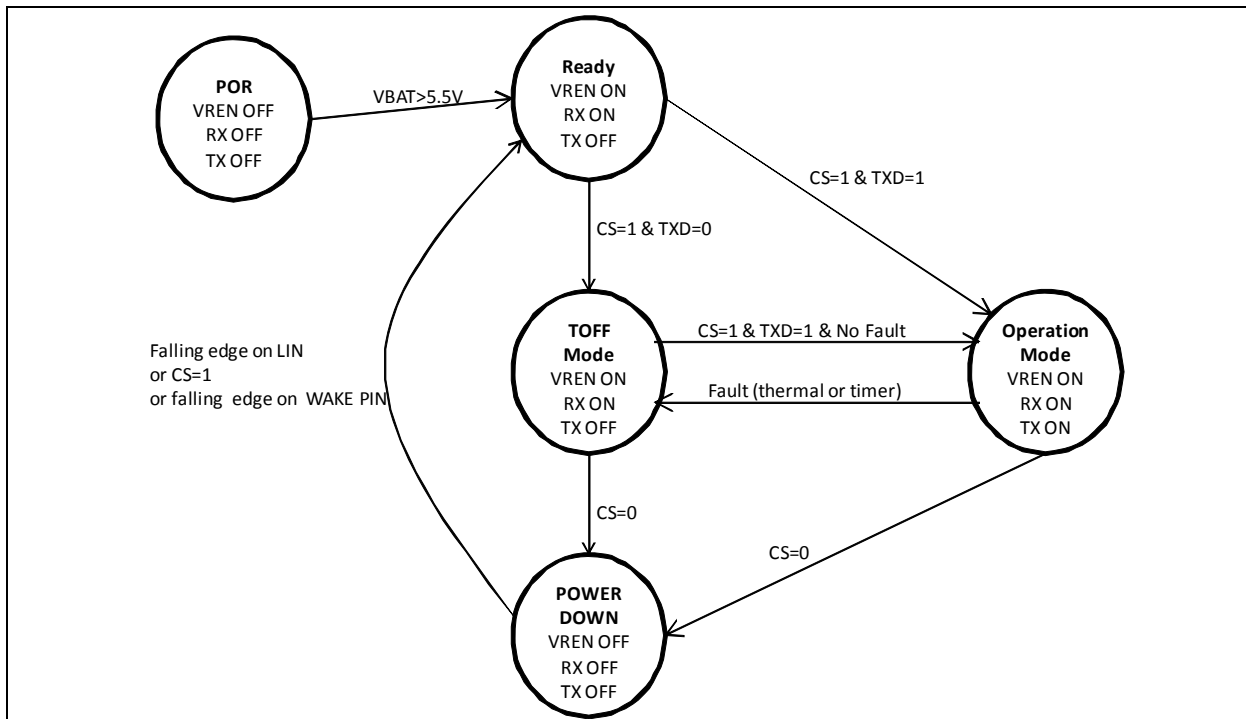 POR
VREN OFF
RX OFF
TX OFF
VBAT>5.5V
Ready
VREN ON
RX ON
TX OFF
CS=1 & TXD=1
CS=1 & TXD=0
Falling edge on LIN
or CS=1
or falling edge on WAKE PIN
TOFF
Mode
VREN ON
RX ON
TX OFF
CS=1 & TXD=1 & No Fault
Fault (thermal or timer)
Operation
Mode
VREN ON
RX ON
TX ON
CS=0
CS=0
POWER
DOWN
VREN OFF
RX OFF
TX OFF